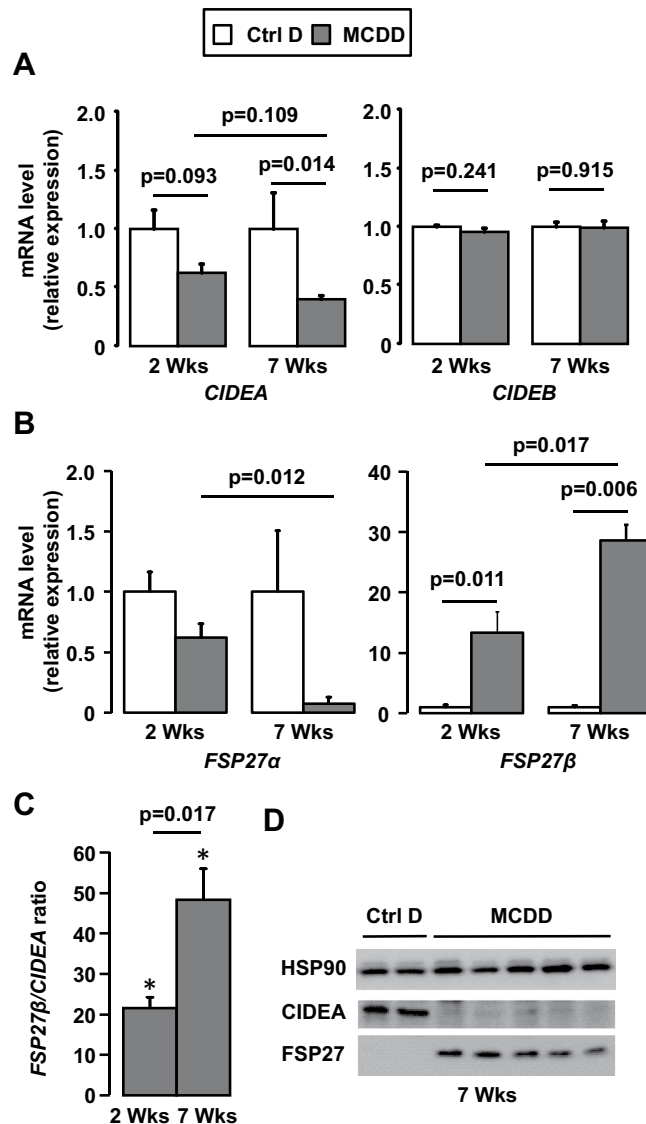 Ctrl D MCDD
A
mRNA level
(relative expression)
2.0
1.5
1.0
0.5
0
p=0.109
p=0.093
p=0.014
2 Wks 7 Wks
CIDEA
2.0
1.5
1.0
0.5
0
p=0.241
p=0.915
2 Wks 7 Wks
CIDEB
B
mRNA level
(relative expression)
2.0
1.5
1.0
0.5
0
p=0.012
2 Wks 7 Wks
FSP27α
40
30
20
10
0
p=0.017
p=0.006
p=0.011
2 Wks 7 Wks
FSP27β
C
FSP27β/CIDEA ratio
60
50
40
30
20
10
0
p=0.017
*
*
2 Wks 7 Wks
D
Ctrl D MCDD
HSP90
CIDEA
FSP27
7 Wks